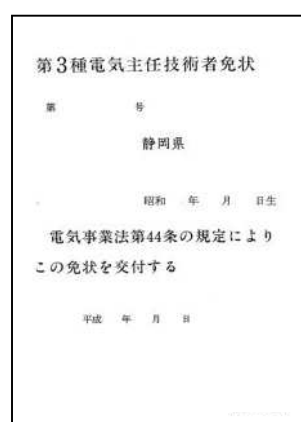 第3種電気主任技術者免状
第 号
静岡県
昭和 年 月 日生
電気事業法第44条の規定により
この免状を交付する
平成 年 月 日